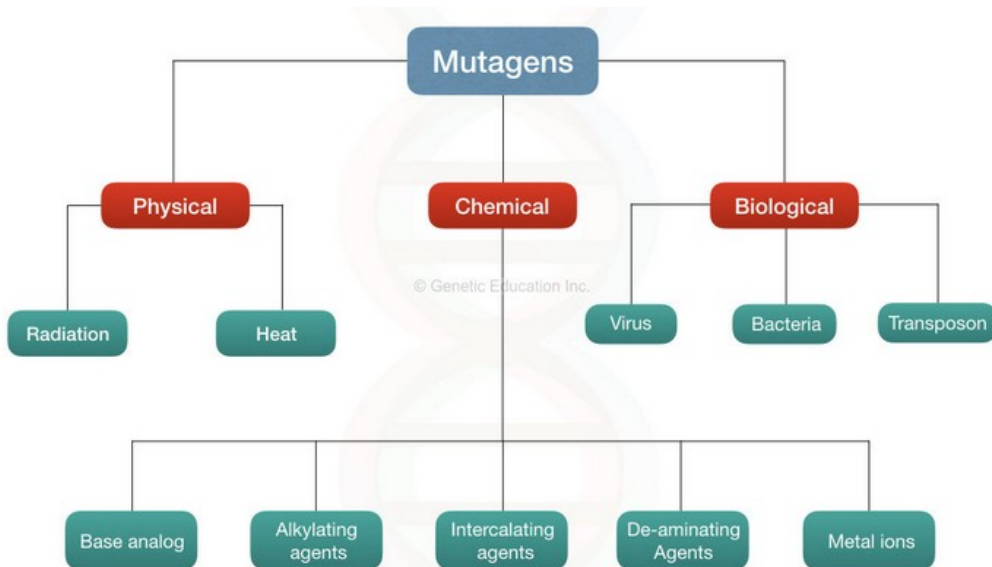 Mutagens
Physical
Chemical
Biological
© Genetic Education Inc.
Radiation
Heat
Virus
Bacteria
Transposon
Base analog
Alkylating
agents
Intercalating
agents
De-aminating
Agents
Metal ions